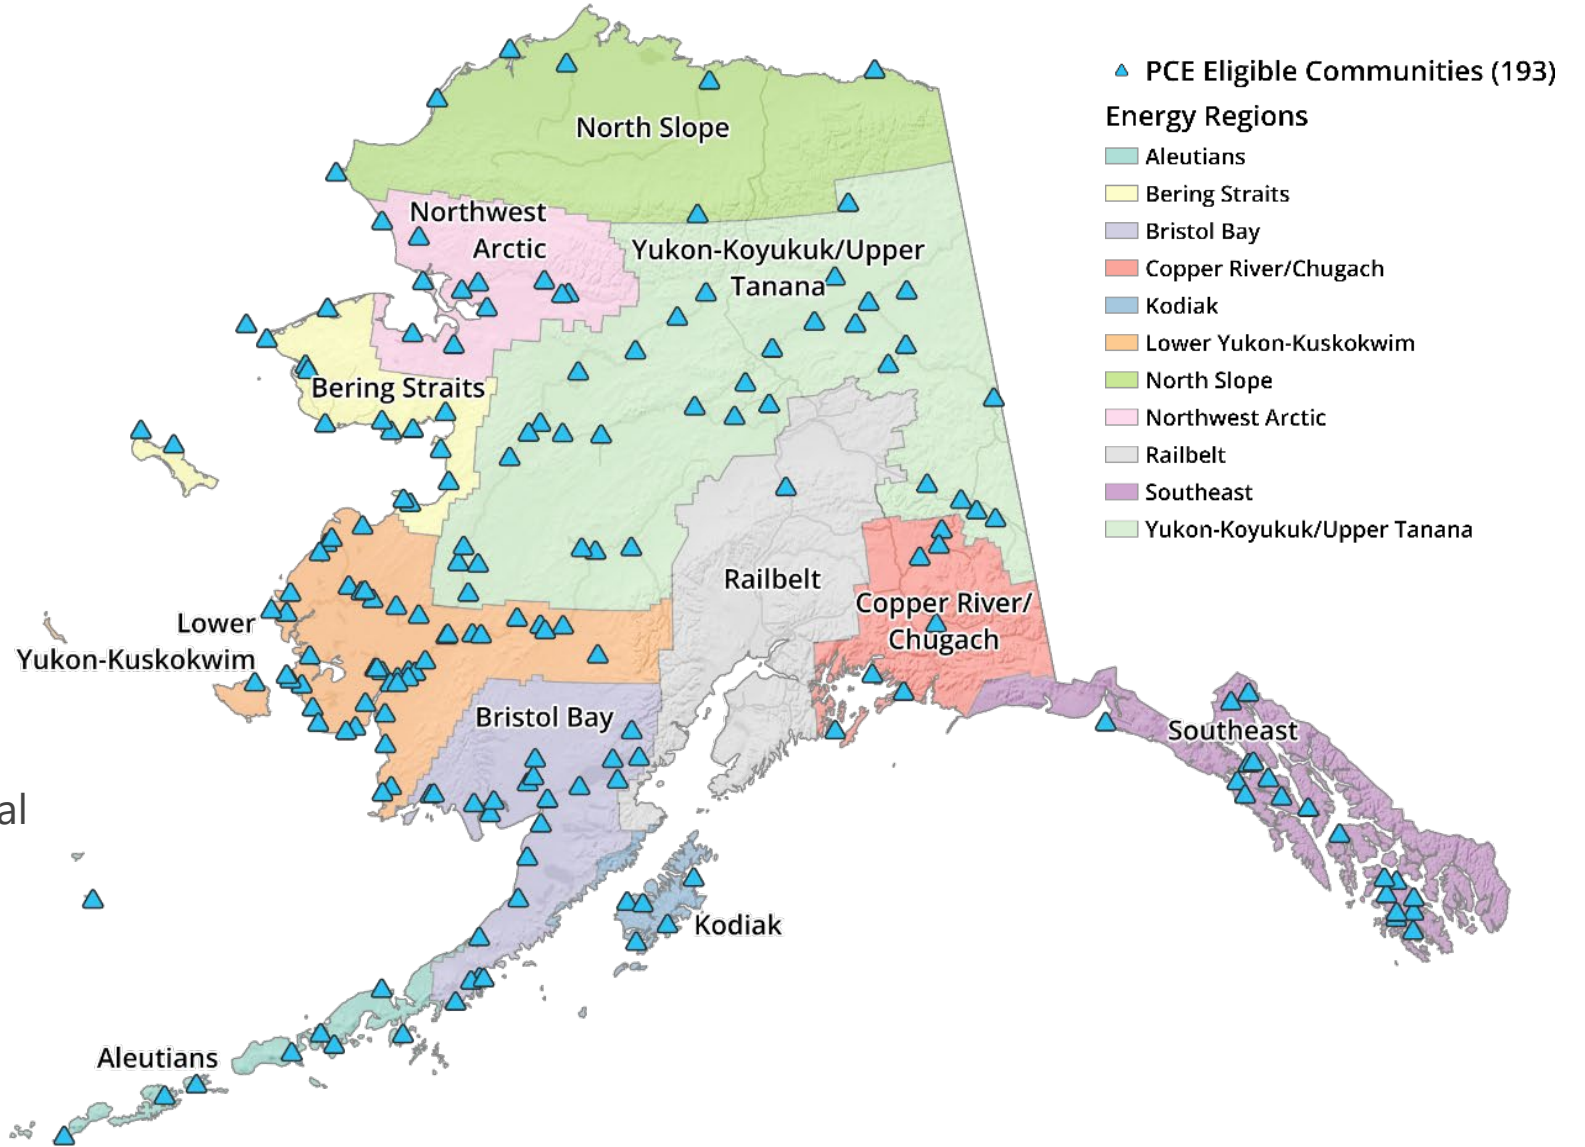 PCE Eligible Communities (193)
Energy Regions
Aleutians
Bering Straits
Bristol Bay
Copper River/Chugach
Kodiak
Lower Yukon-Kuskokwim
North Slope
Northwest Arctic
Railbelt
Southeast
Yukon-Koyukuk/Upper Tanana
North Slope
Northwest
Arctic
Yukon-Koyukuk/Upper
Tanana
Bering Straits
Railbelt
Copper River/
Chugach
Lower
Yukon-Kuskokwim
Bristol Bay
Southeast
al
Kodiak
Aleutians